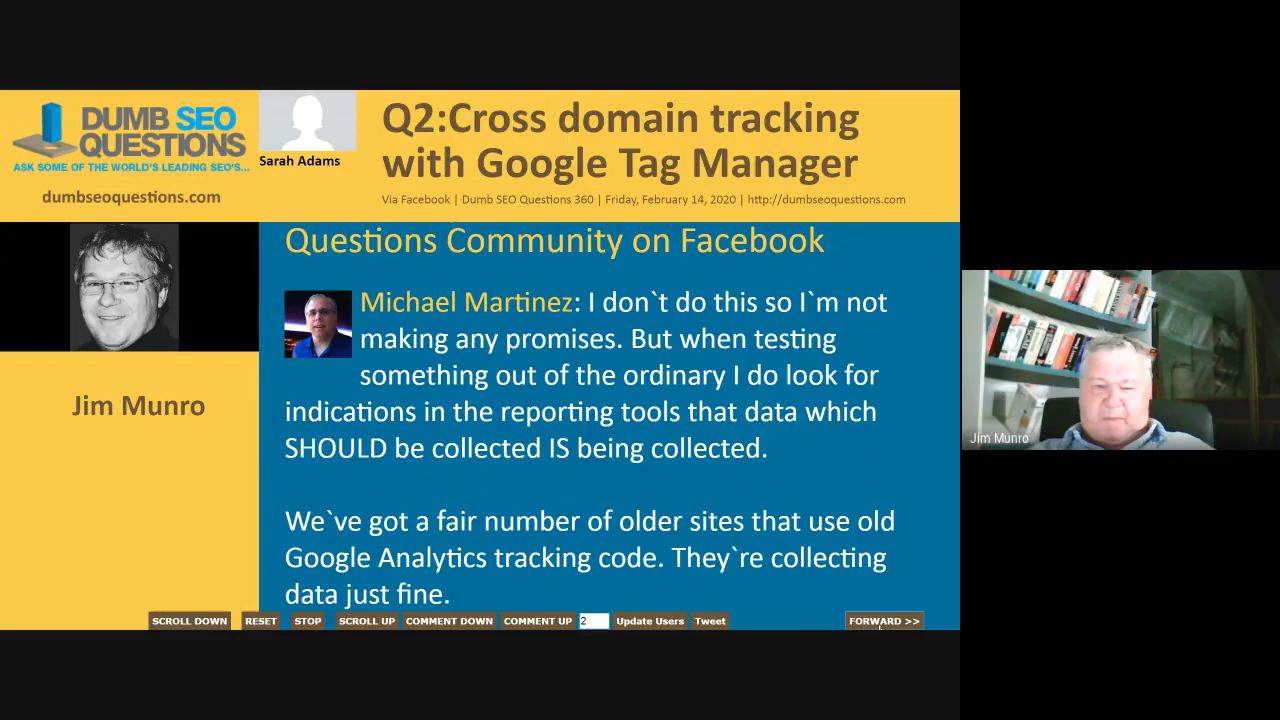 DUMB SEO
QUESTIONS
ASK SOME OF THE WORLD'S LEADING SEO'S...
dumbseoquestions.com
Sarah Adams
Q2:Cross domain tracking
with Google Tag Manager
Via Facebook | Dumb SEO Questions 360 | Friday, February 14, 2020 | http://dumbseoquestions.com
Jim Munro
Questions Community on Facebook
Michael Martinez: I don`t do this so I`m not
making any promises. But when testing
something out of the ordinary I do look for
indications in the reporting tools that data which
SHOULD be collected IS being collected.
We`ve got a fair number of older sites that use old
Google Analytics tracking code. They`re collecting
data just fine.
SCROLL DOWN RESET STOP SCROLL UP COMMENT DOWN COMMENT UP 2 Update Users Tweet FORWARD >>
Jim Munro